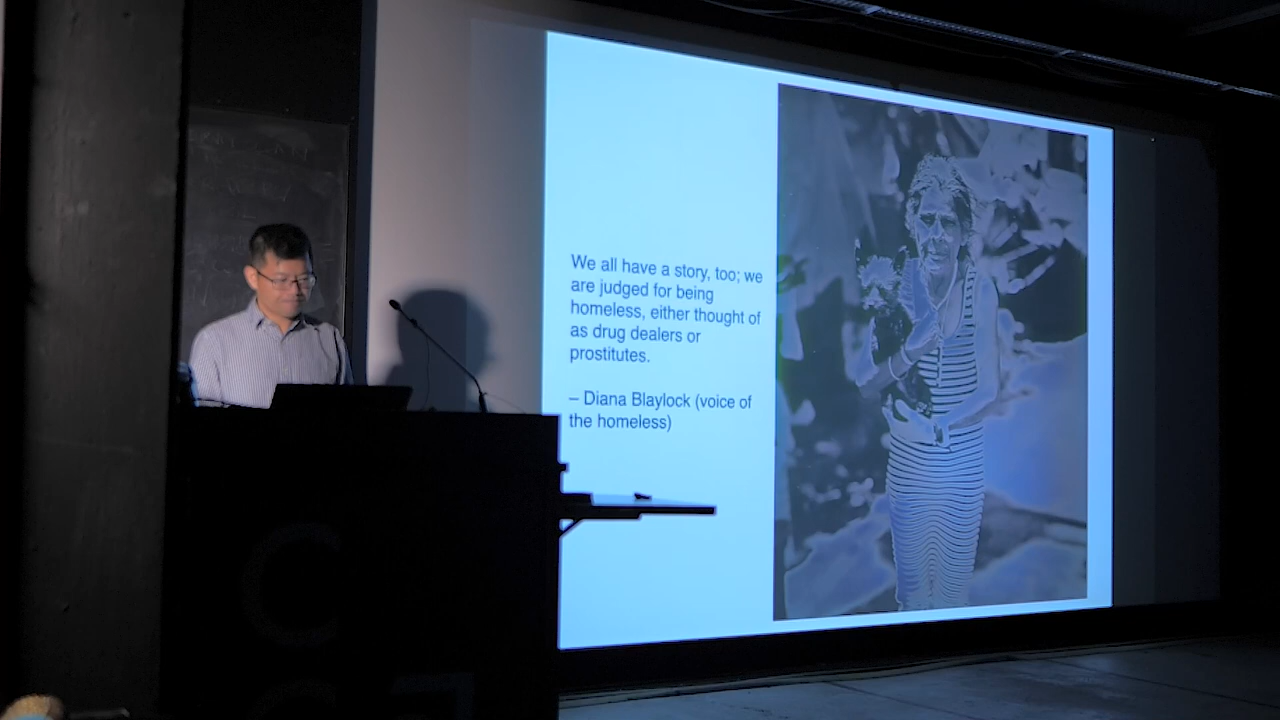 We all have a story, too; we
are judged for being
homeless, either thought of
as drug dealers or
prostitutes.
– Diana Blaylock (voice of
the homeless)